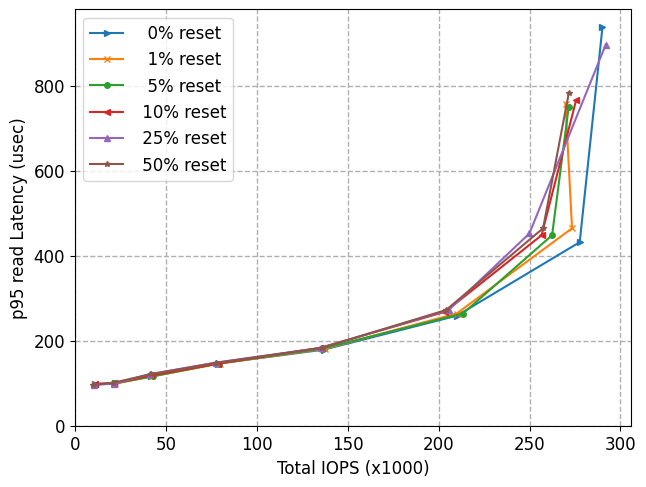 0% reset
1% reset
5% reset
10% reset
25% reset
50% reset
p95 read Latency (usec)
800
600
400
200
0
0 50 100 150 200 250 300
Total IOPS (x1000)